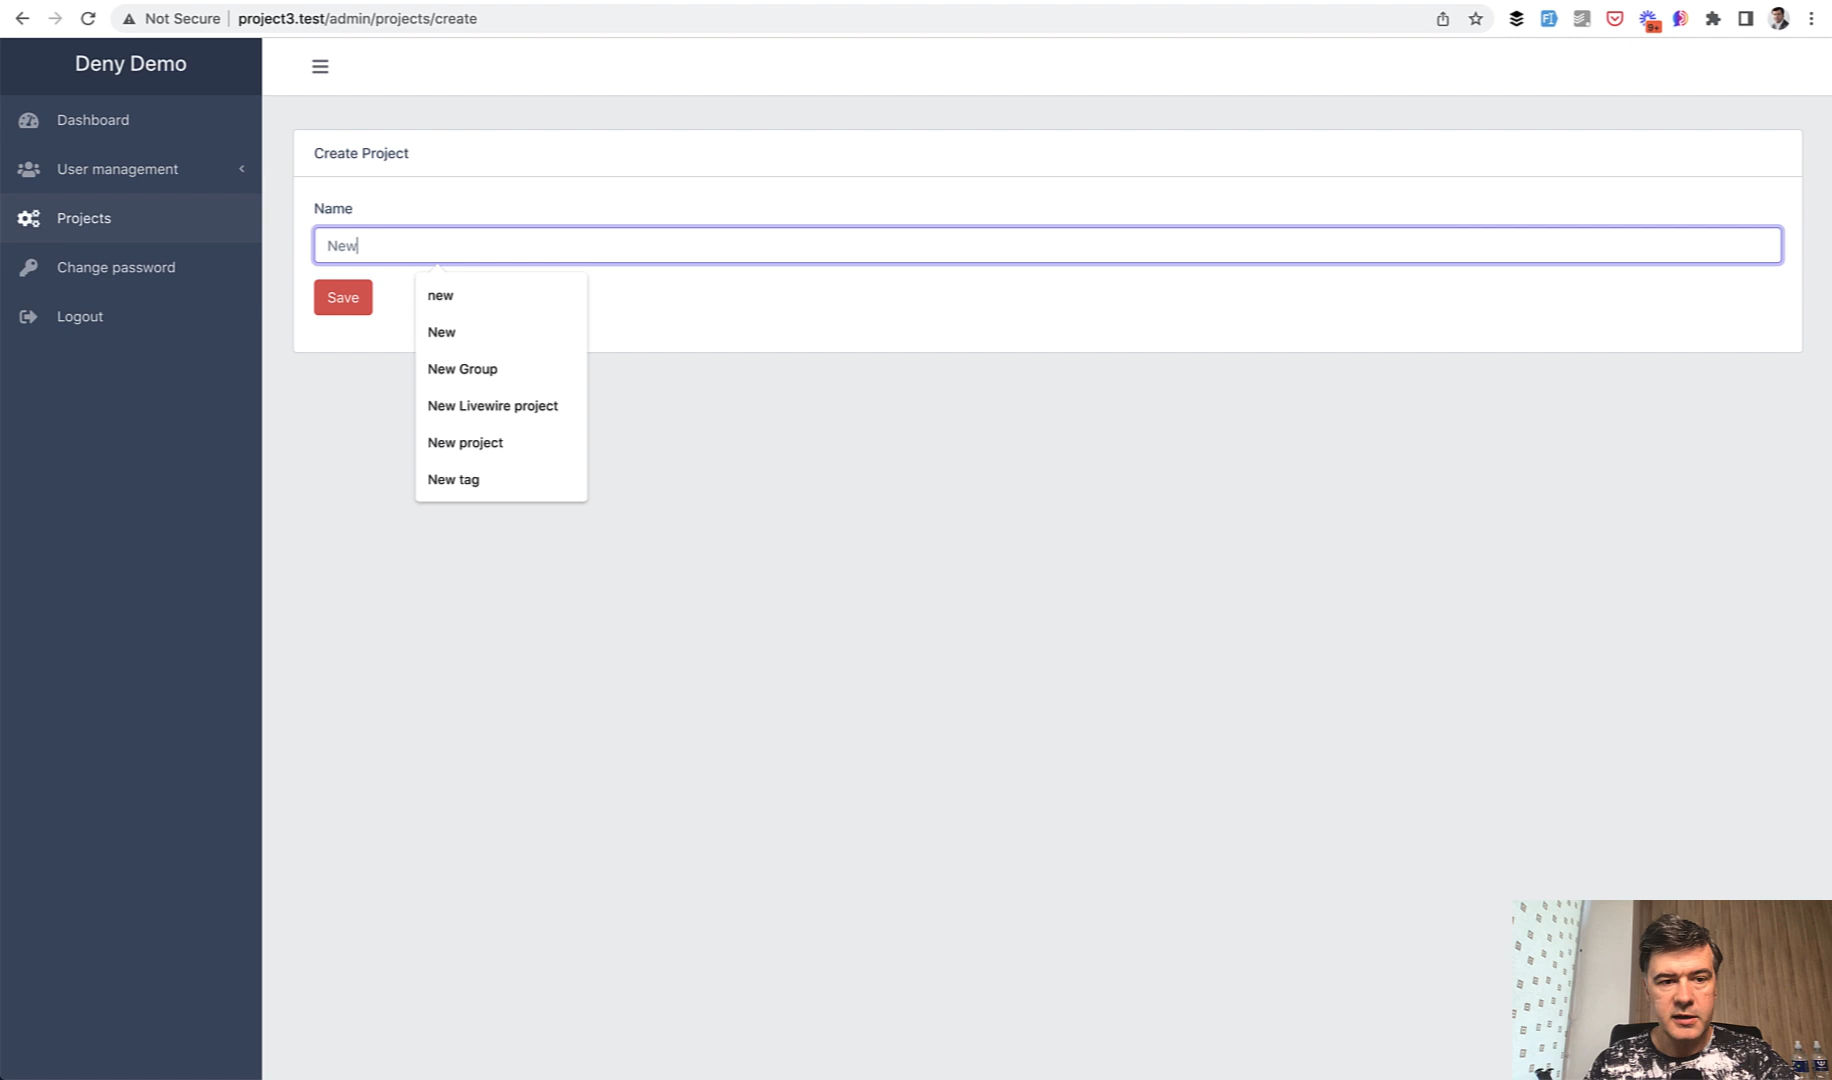 Not Secure | project3.test/admin/projects/create
9+
Deny Demo
Dashboard
User management
Projects
Change password
Logout
Create Project
Name
New
Save
new
New
New Group
New Livewire project
New project
New tag